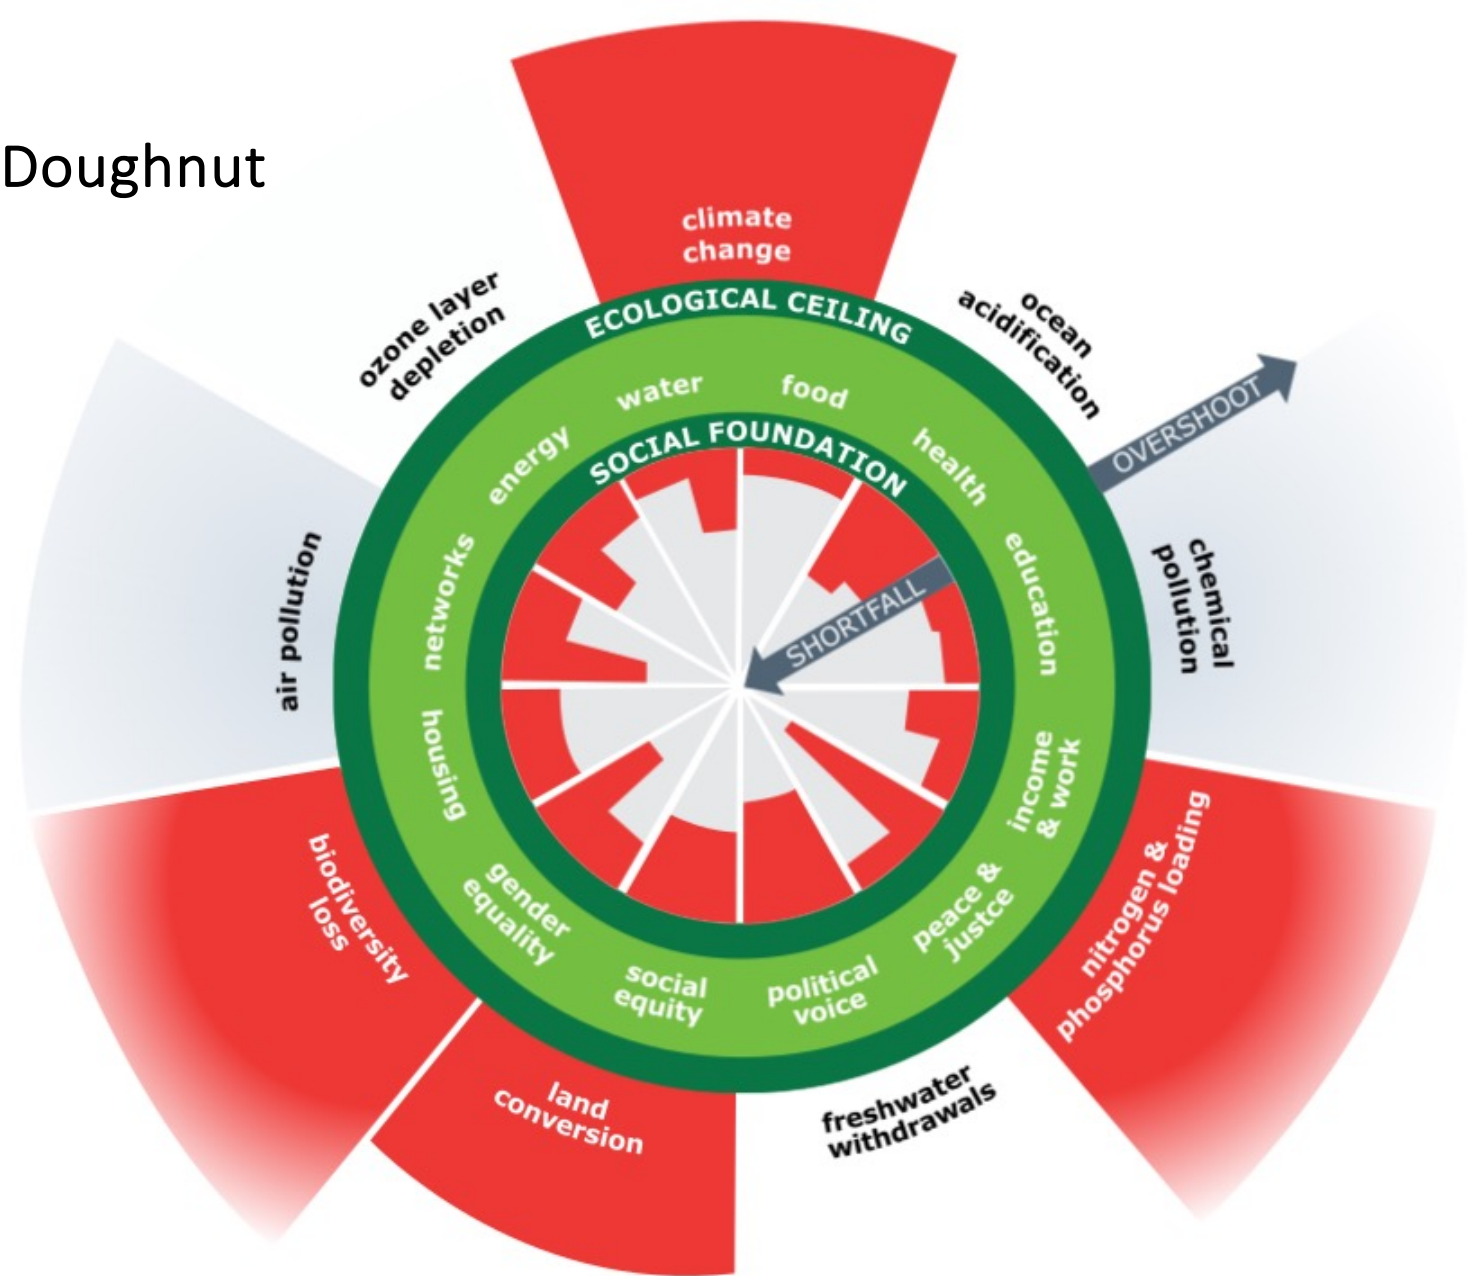 Doughnut
climate
change
ozone layer
depletion
ocean
acidification
ECOLOGICAL CEILING
OVERSHOOT
water
food
energy
health
SOCIAL FOUNDATION
networks
education
SHORTFALL
air pollution
chemical
pollution
housing
income
& work
biodiversity
loss
nitrogen &
phosphorus loading
gender
equality
peace &
justce
social
equity
political
voice
land
conversion
freshwater
withdrawals